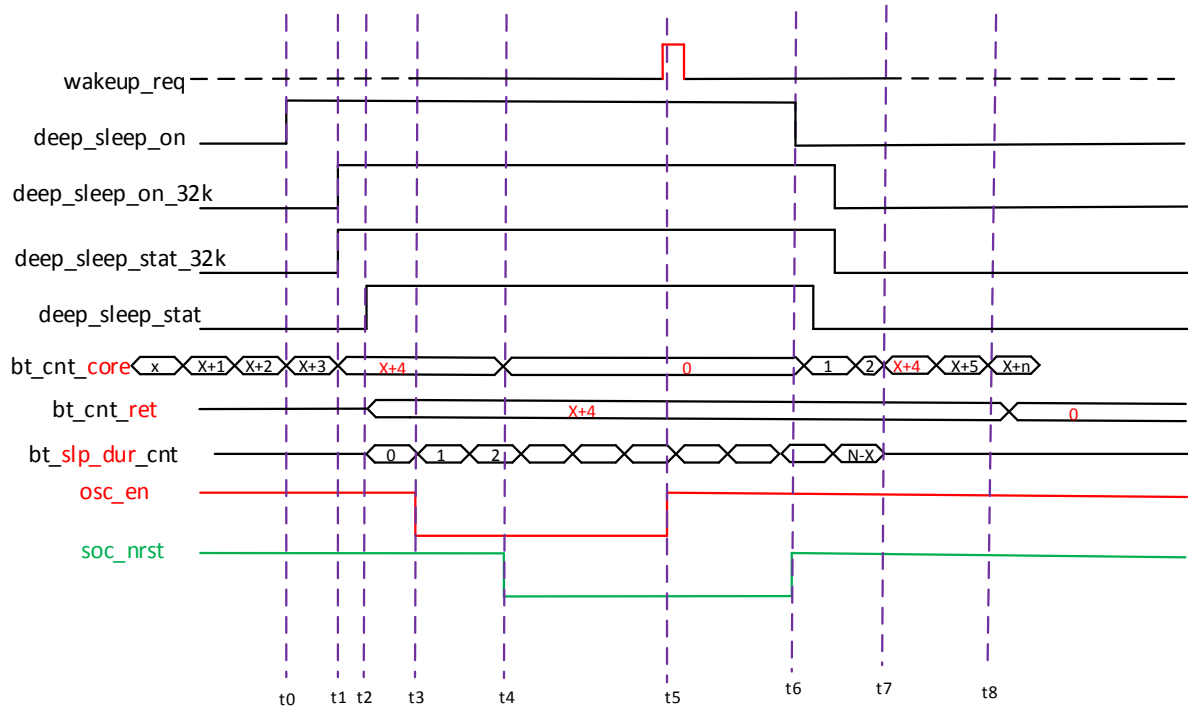 wakeup_req
deep_sleep_on
deep_sleep_on_32k
deep_sleep_stat_32k
deep_sleep_stat
bt_cnt_core x X+1 X+2 X+3 X+4 0 1 2 X+4 X+5 X+n
bt_cnt_ret X+4 0
bt_slp_dur_cnt 0 1 2 N-X
osc_en
soc_nrst
t0 t1 t2 t3 t4 t5 t6 t7 t8